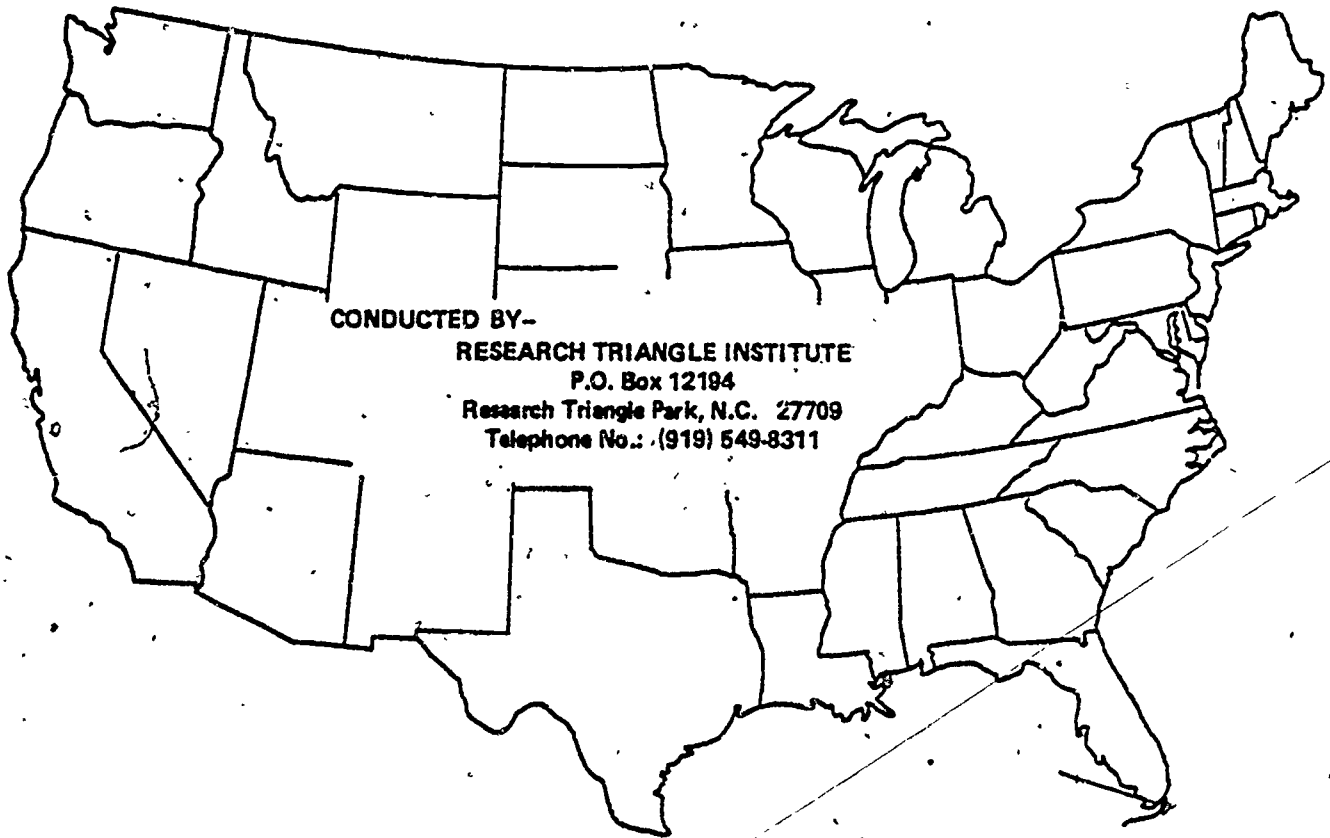 CONDUCTED BY-
RESEARCH TRIANGLE INSTITUTE
P.O. Box 12194
Research Triangle Park, N.C. 27709
Telephone No.: (919) 549-8311